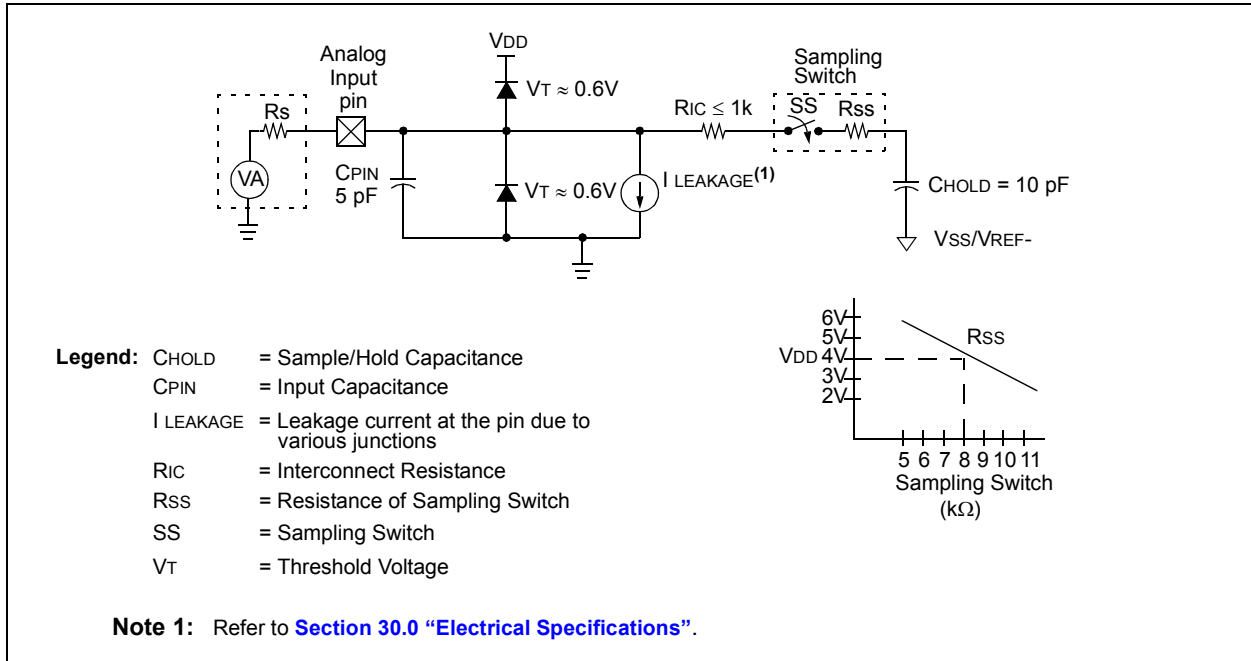 VDD
Analog
Input
pin
Sampling
Switch
VT ≈ 0.6V
Rs
RIC ≤ 1k
SS
Rss
VA
CPIN
5 pF
VT ≈ 0.6V
I LEAKAGE(1)
CHOLD = 10 pF
VSS/VREF-
6V
5V
VDD 4V
3V
2V
RSS
5 6 7 8 9 10 11
Sampling Switch
(kΩ)
Legend: CHOLD = Sample/Hold Capacitance
CPIN = Input Capacitance
I LEAKAGE = Leakage current at the pin due to
various junctions
RIC = Interconnect Resistance
RSS = Resistance of Sampling Switch
SS = Sampling Switch
VT = Threshold Voltage
Note 1: Refer to Section 30.0 “Electrical Specifications”.